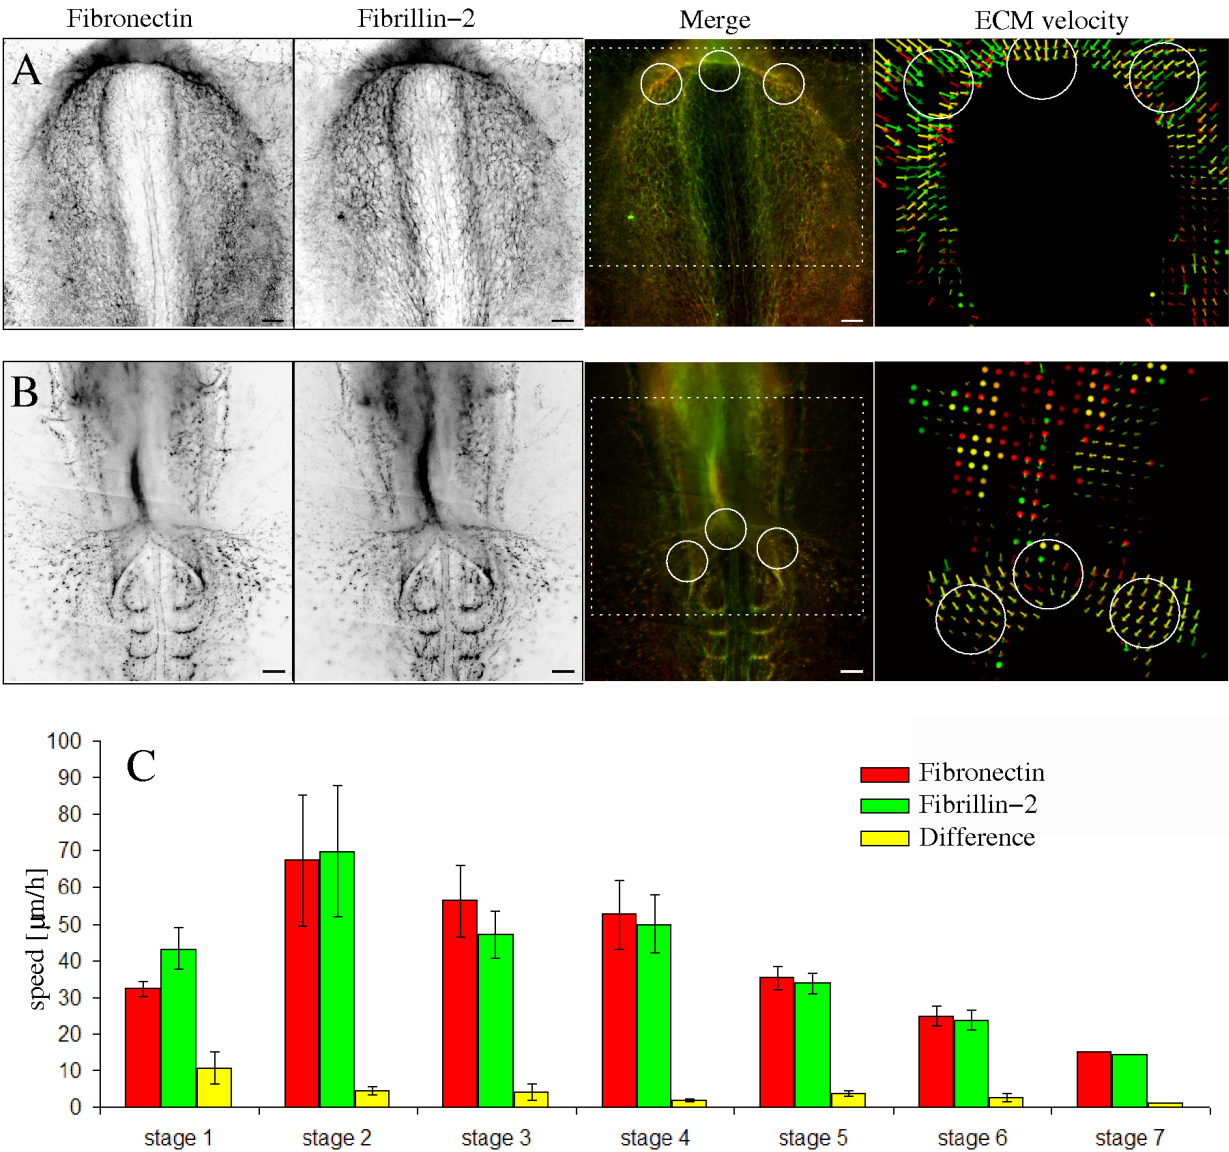 Fibronectin Fibrillin−2 Merge ECM velocity
A
B
C
speed [µm/h]
100
90
80
70
60
50
40
30
20
10
0
Fibronectin
Fibrillin−2
Difference
stage 1 stage 2 stage 3 stage 4 stage 5 stage 6 stage 7